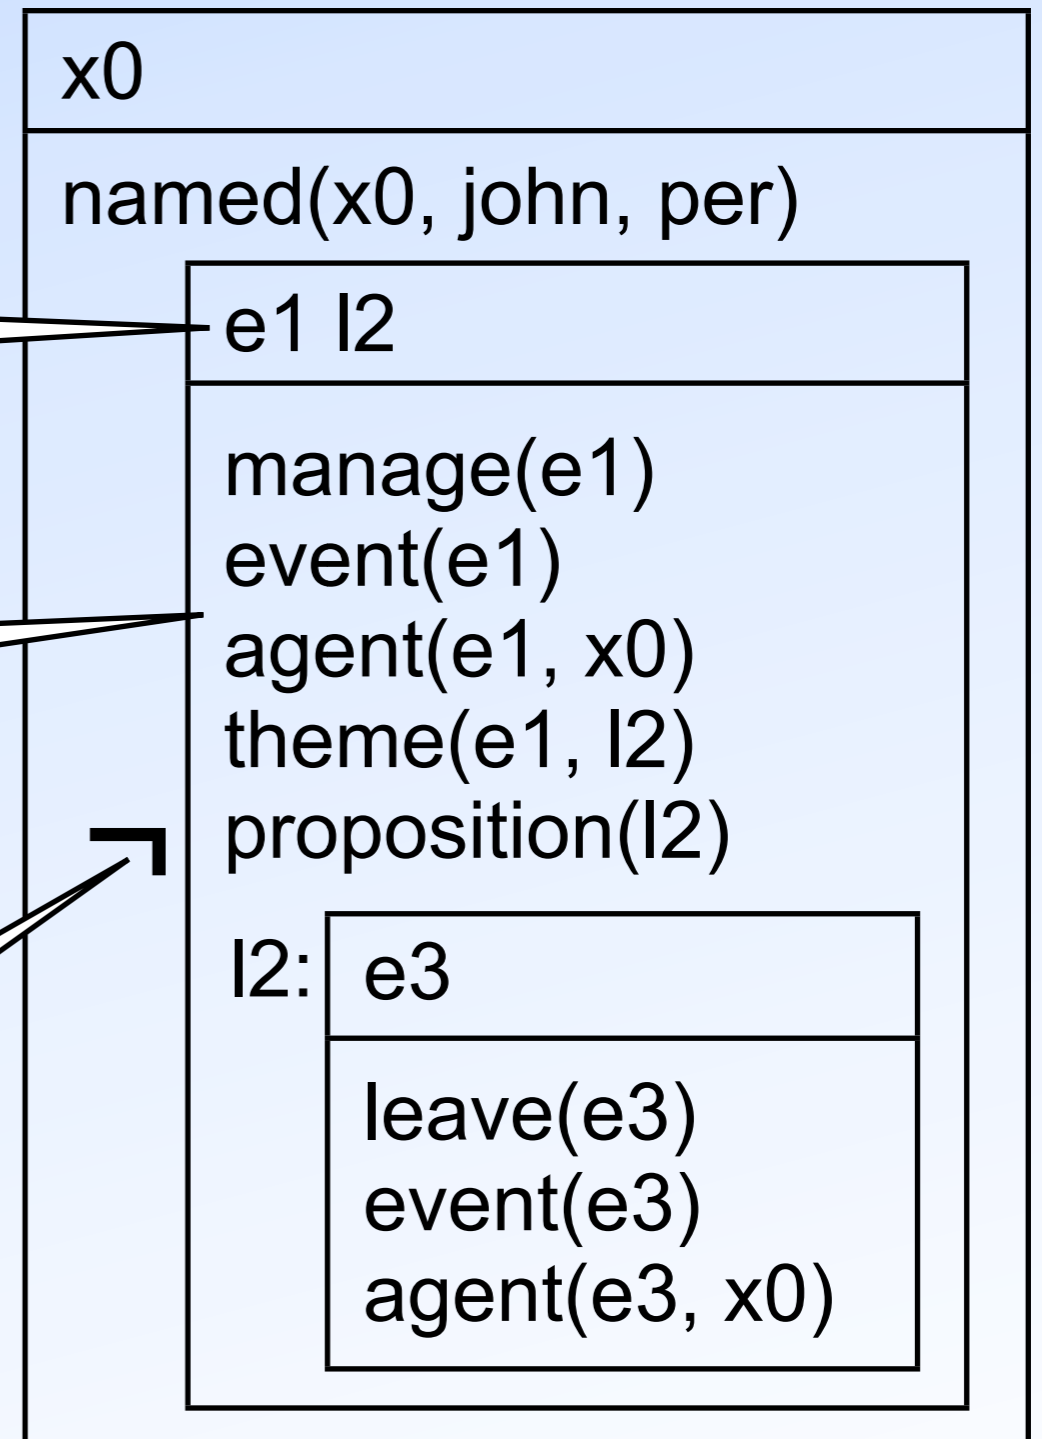 x0
named(x0, john, per)
e1 l2
manage(e1)
event(e1)
agent(e1, x0)
theme(e1, l2)
proposition(l2)
¬
l2: e3
leave(e3)
event(e3)
agent(e3, x0)